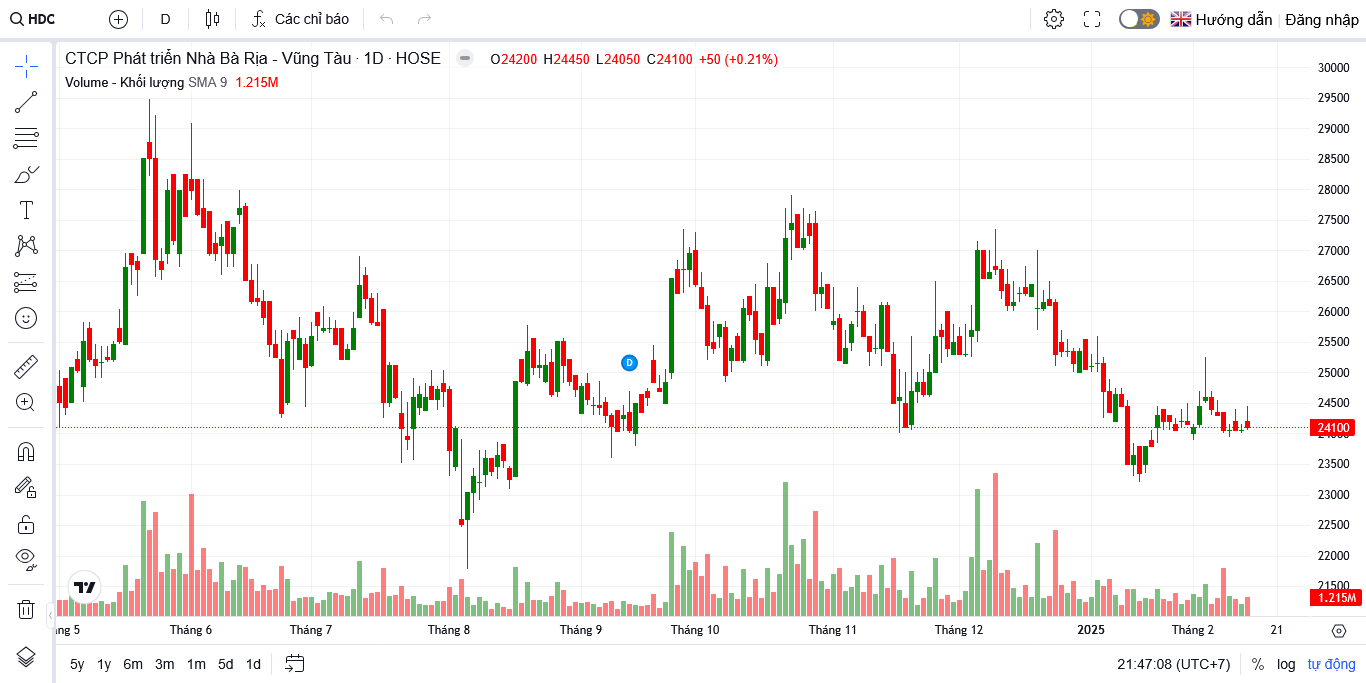 HDC D Các chỉ báo Hướng dẫn Đăng nhập
CTCP Phát triển Nhà Bà Rịa - Vũng Tàu · 1D · HOSE O24200 H24450 L24050 C24100 +50 (+0.21%)
Volume - Khối lượng SMA 9 1.215M
30000
29500
29000
28500
28000
27500
27000
26500
26000
25500
25000
D
24500
24100
23500
23000
22500
22000
21500
1.215M
ng 5 Tháng 6 Tháng 7 Tháng 8 Tháng 9 Tháng 10 Tháng 11 Tháng 12 2025 Tháng 2 21
5y 1y 6m 3m 1m 5d 1d 21:47:08 (UTC+7) % log tự động